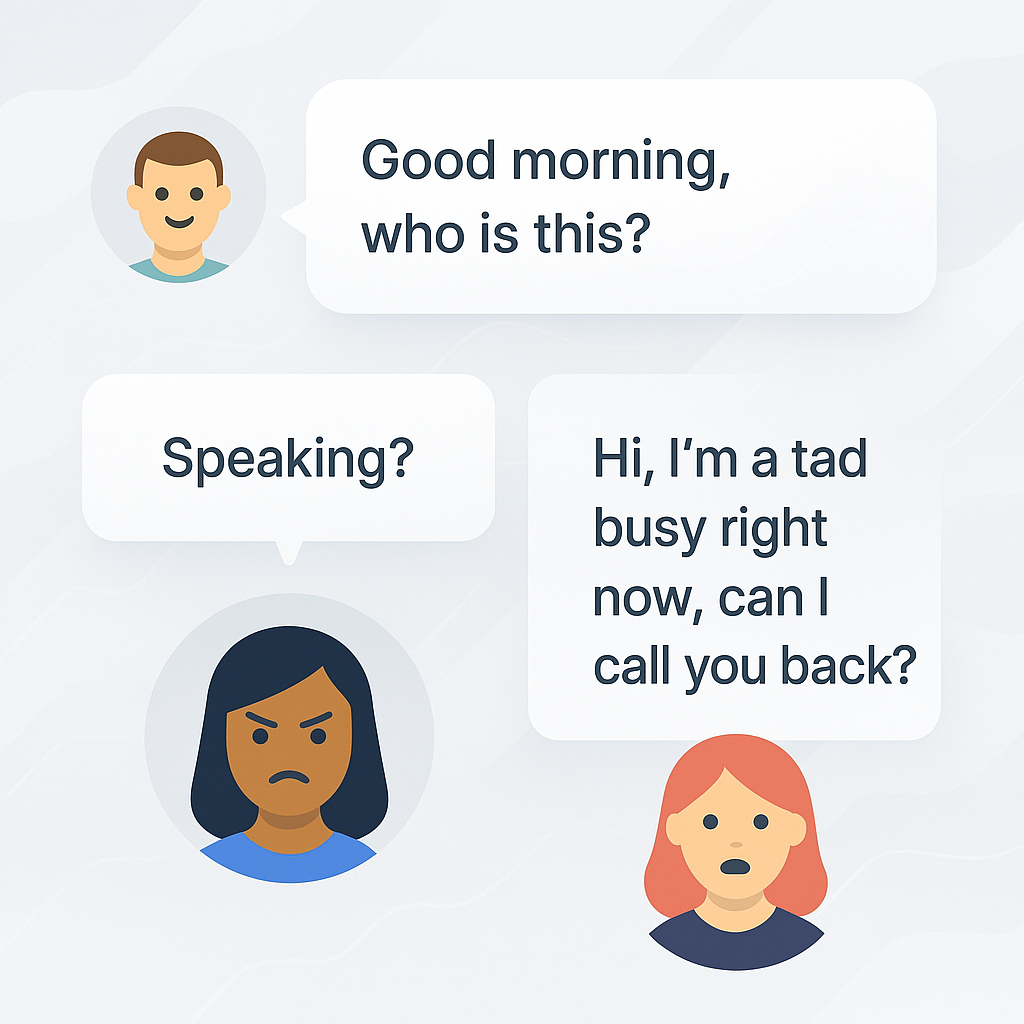 Good morning,
who is this?
Speaking?
Hi, I’m a tad
busy right
now, can I
call you back?